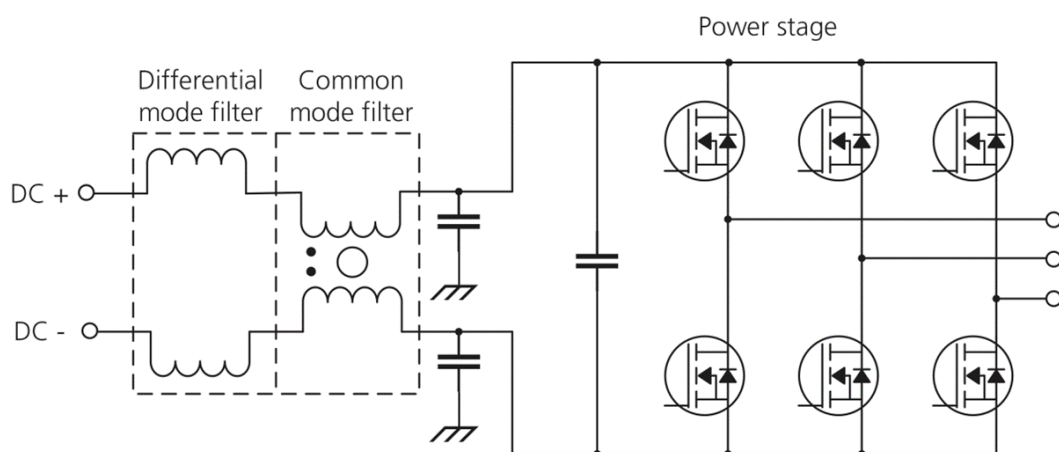 Power stage
Differential
mode filter
Common
mode filter
DC +
DC -